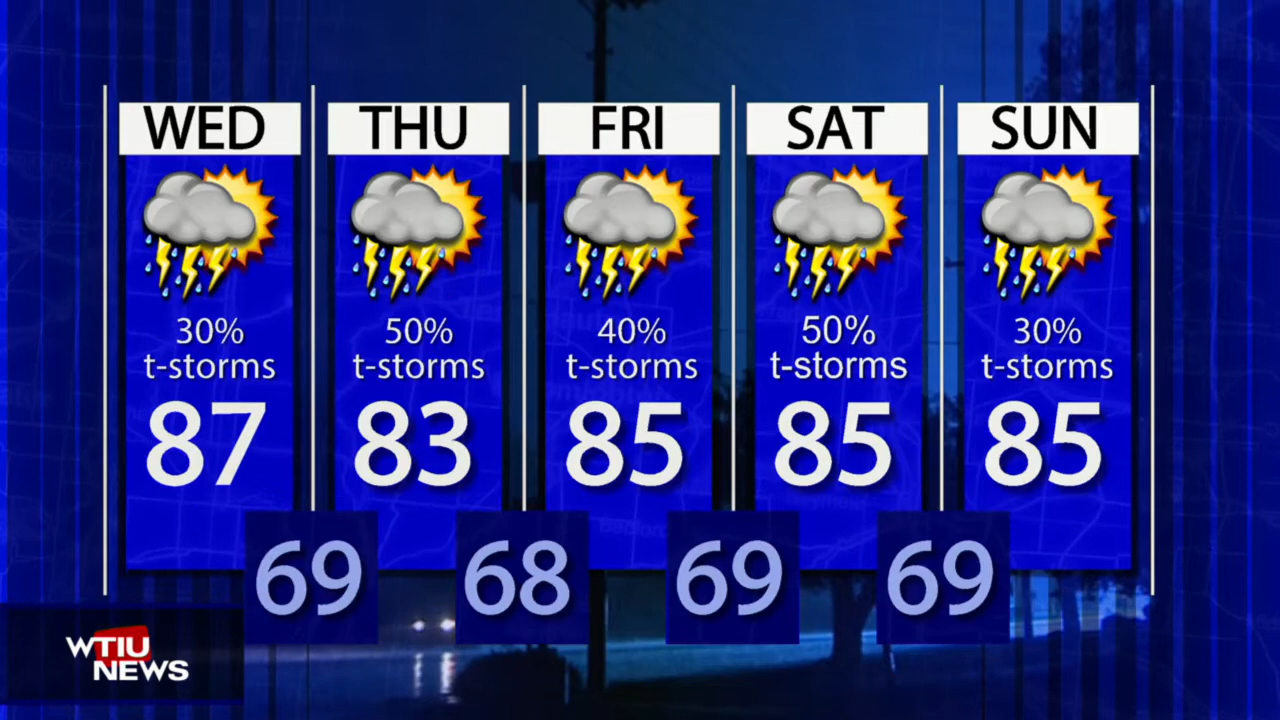 WED THU FRI SAT SUN
30% 50% 40% 50% 30%
t-storms t-storms t-storms t-storms t-storms
87 83 85 85 85
69 68 69 69
WTIU
NEWS